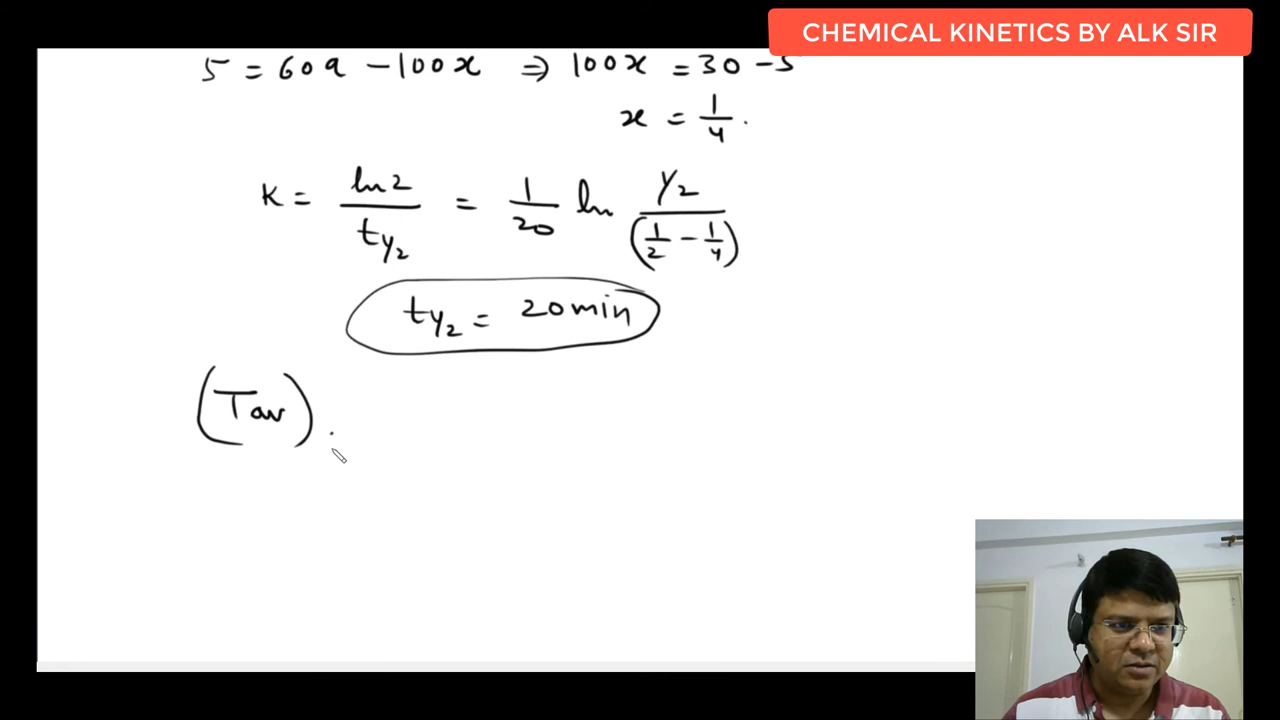 CHEMICAL KINETICS BY ALK SIR
5 = 60a - 100x ⇒ 100x = 30 - 5
x = 1/4.
K = ln2/t1/2 = 1/20 ln 1/2/(1/2 - 1/4)
t1/2 = 20 min
(Tav)